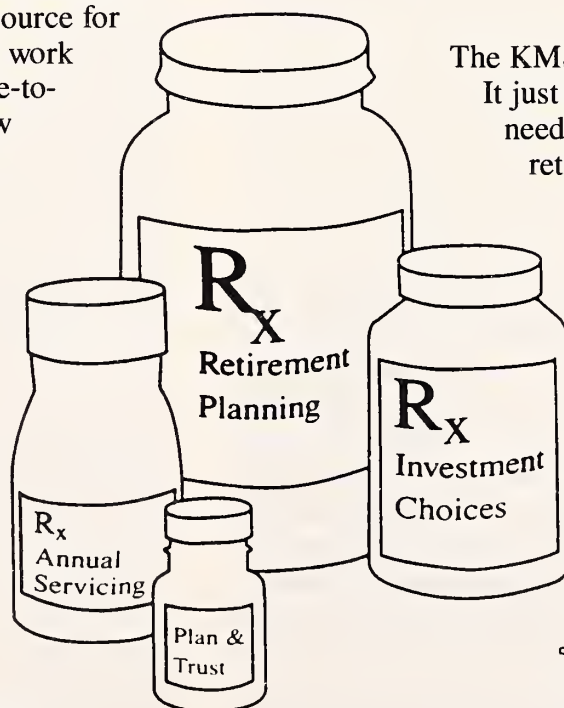 ource for
work
e-to-
The KM
It just
need
ret
Rx
Retirement
Planning
Rx
Investment
Choices
Rx
Annual
Servicing
Plan &
Trust